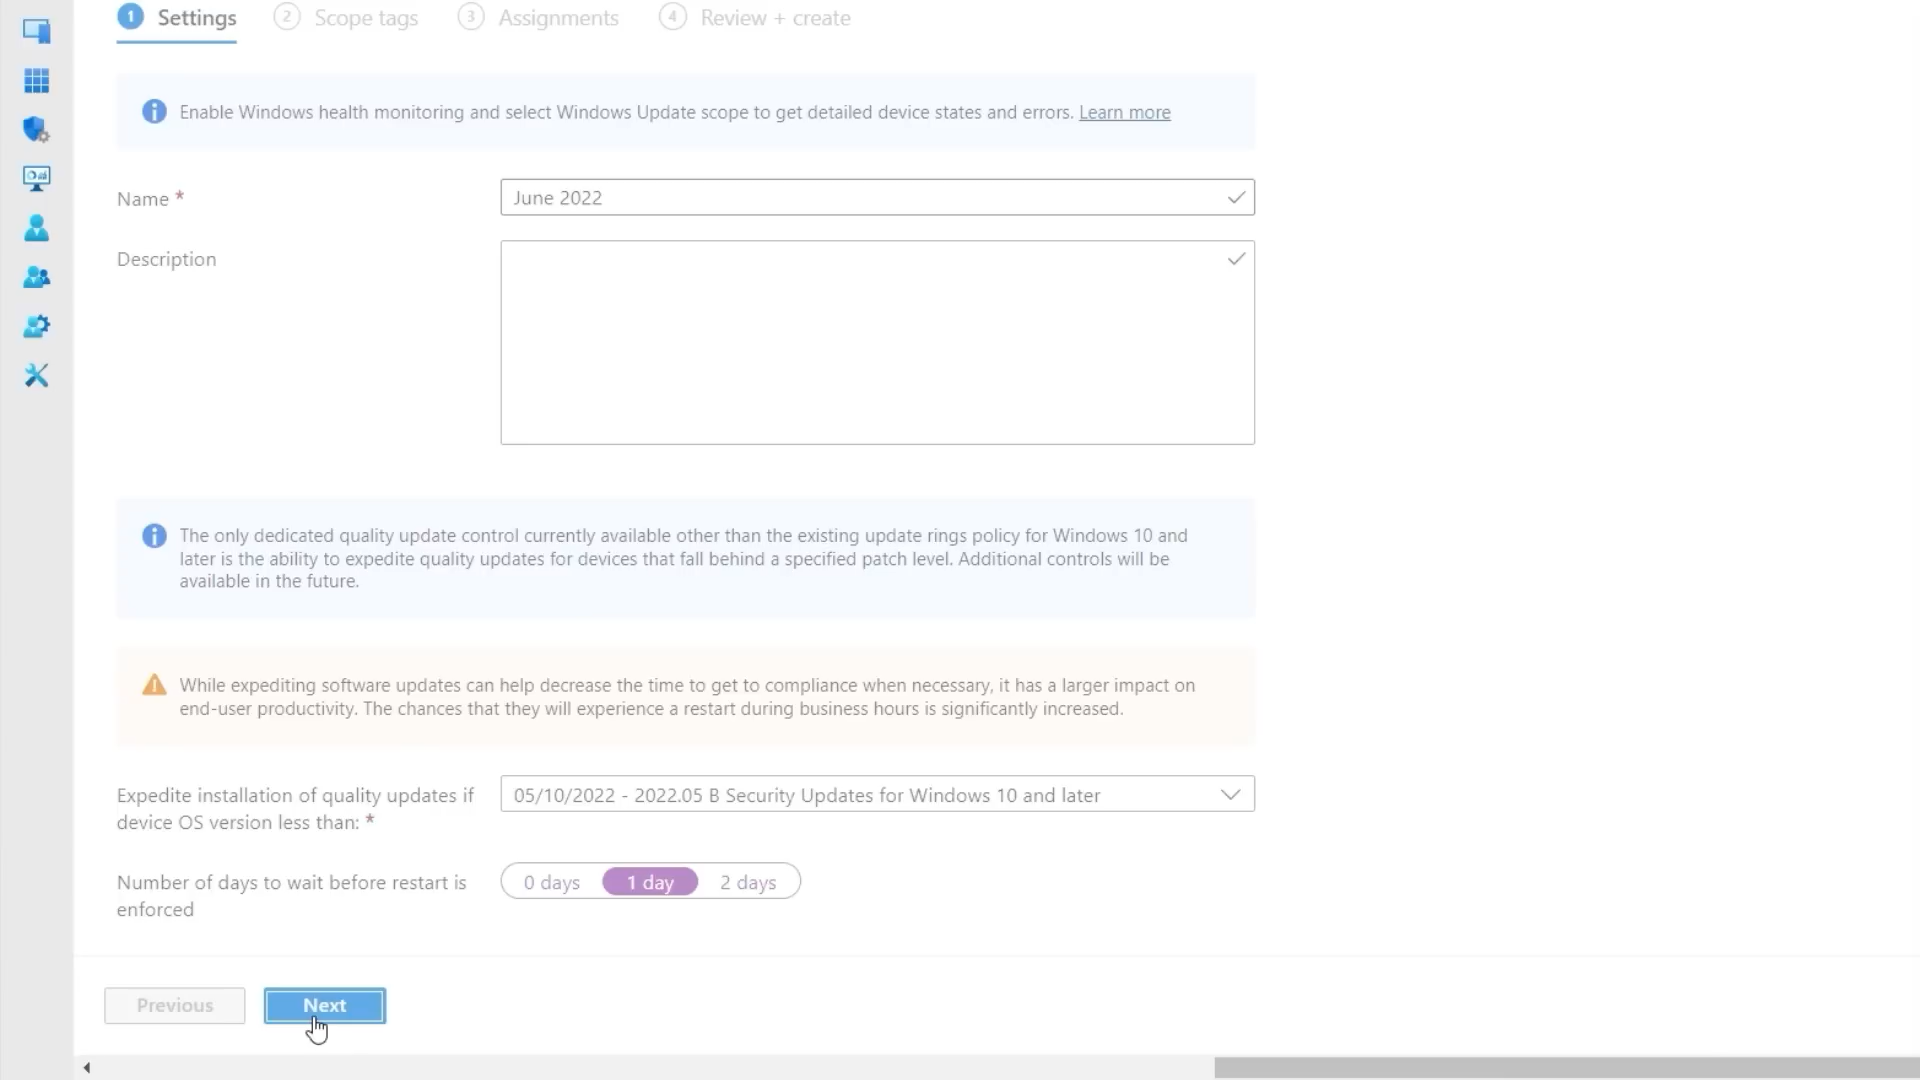 1 Settings 2 Scope tags 3 Assignments 4 Review + create
Enable Windows health monitoring and select Windows Update scope to get detailed device states and errors. Learn more
Name * June 2022
Description
The only dedicated quality update control currently available other than the existing update rings policy for Windows 10 and
later is the ability to expedite quality updates for devices that fall behind a specified patch level. Additional controls will be
available in the future.
While expediting software updates can help decrease the time to get to compliance when necessary, it has a larger impact on
end-user productivity. The chances that they will experience a restart during business hours is significantly increased.
Expedite installation of quality updates if
device OS version less than: *
05/10/2022 - 2022.05 B Security Updates for Windows 10 and later
Number of days to wait before restart is
enforced
0 days 1 day 2 days
Previous Next